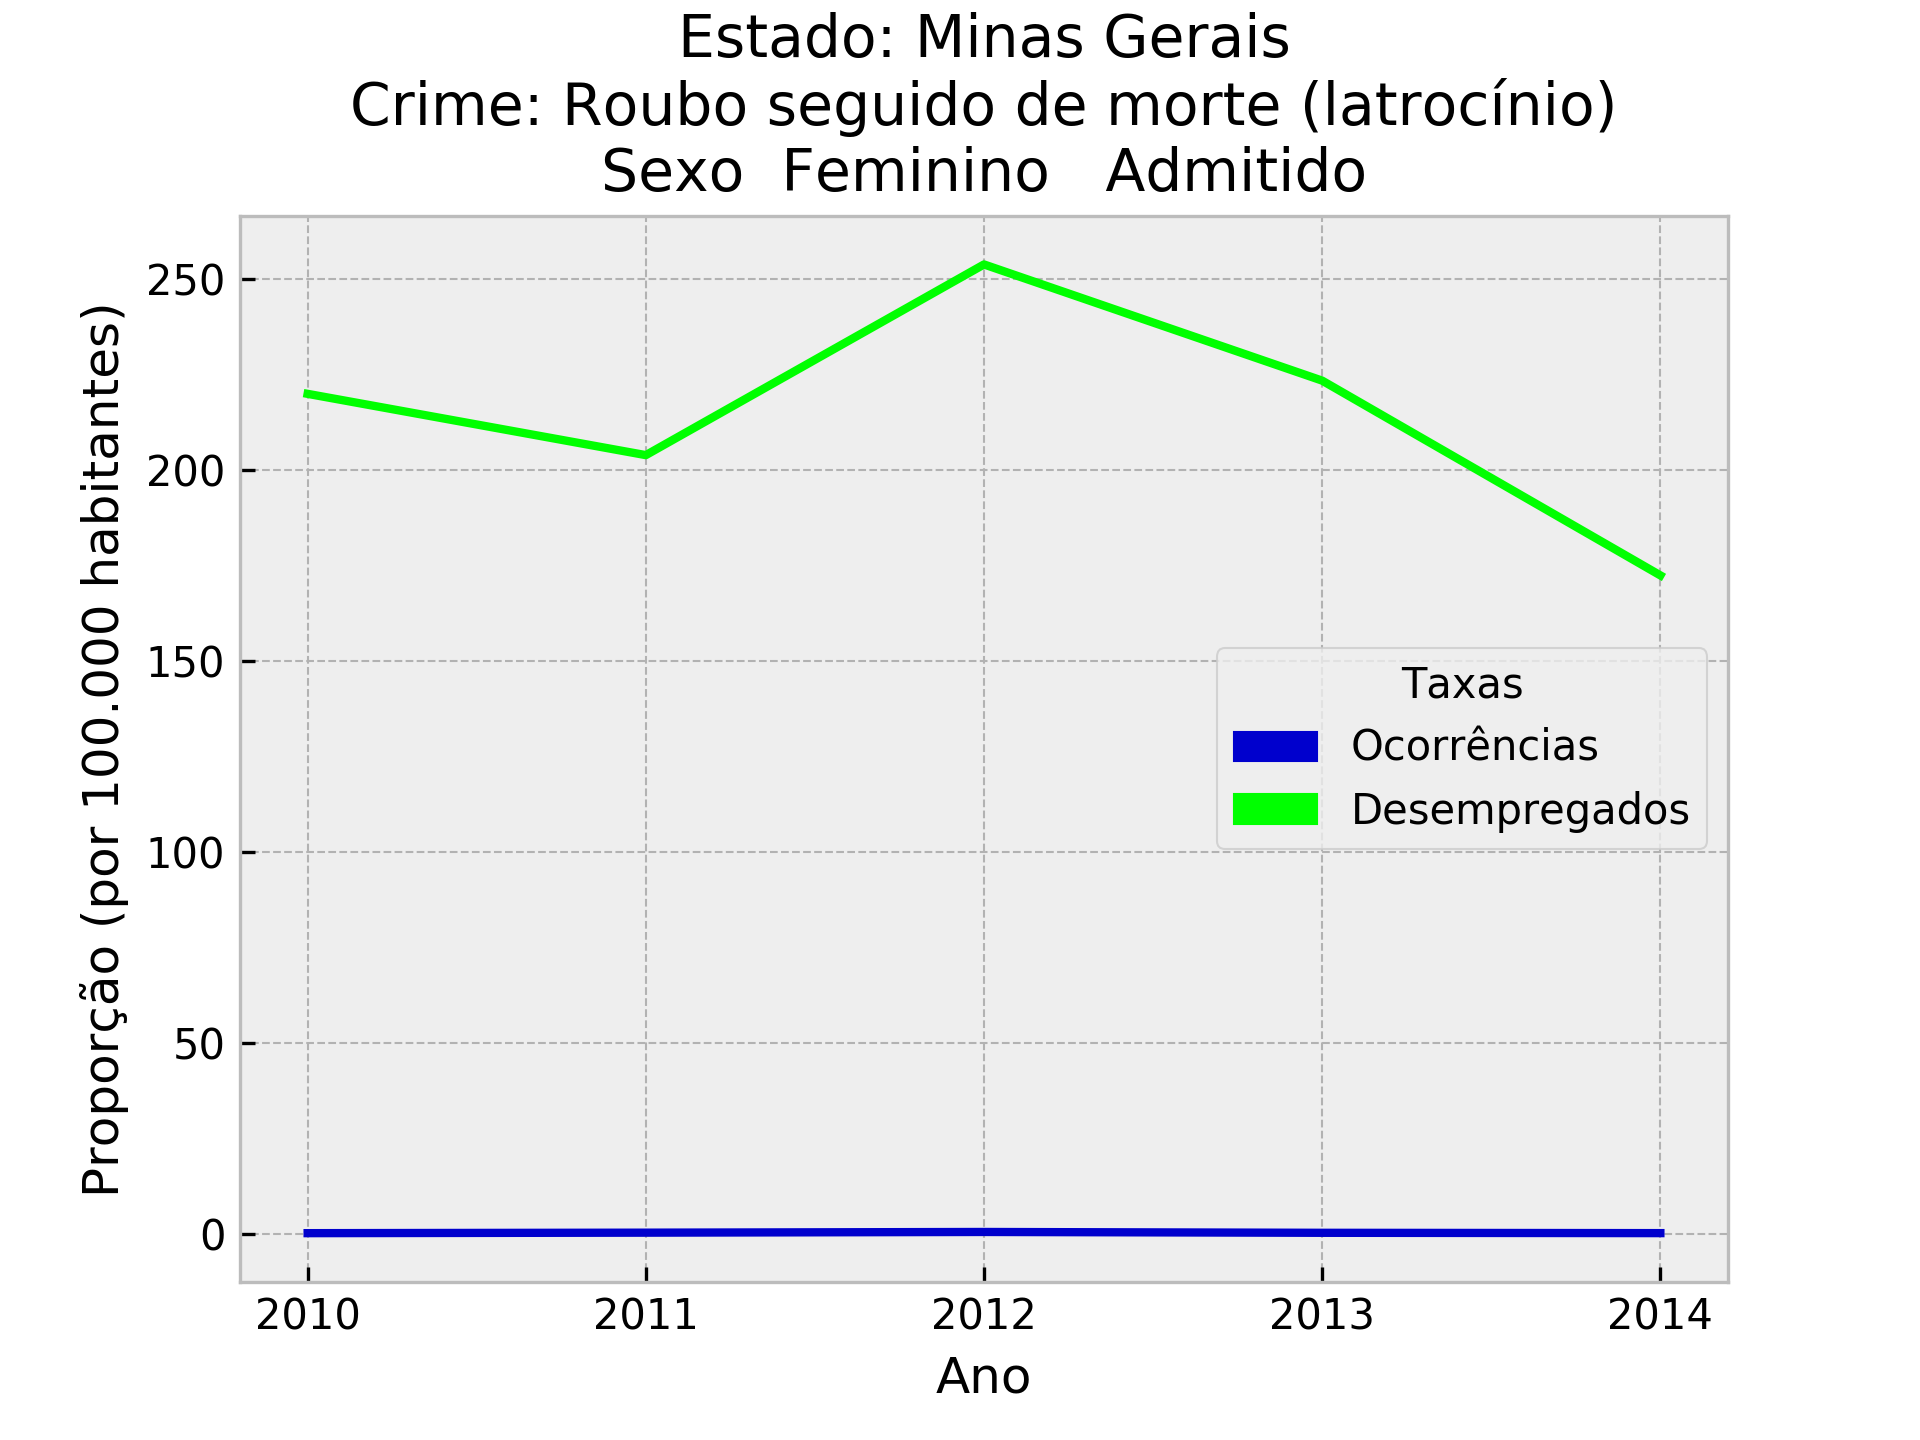 Estado: Minas Gerais
Crime: Roubo seguido de morte (latrocínio)
Sexo  Feminino   Admitido
Proporção (por 100.000 habitantes)
250
200
150
100
50
0
Taxas
Ocorrências
Desempregados
2010 2011 2012 2013 2014
Ano